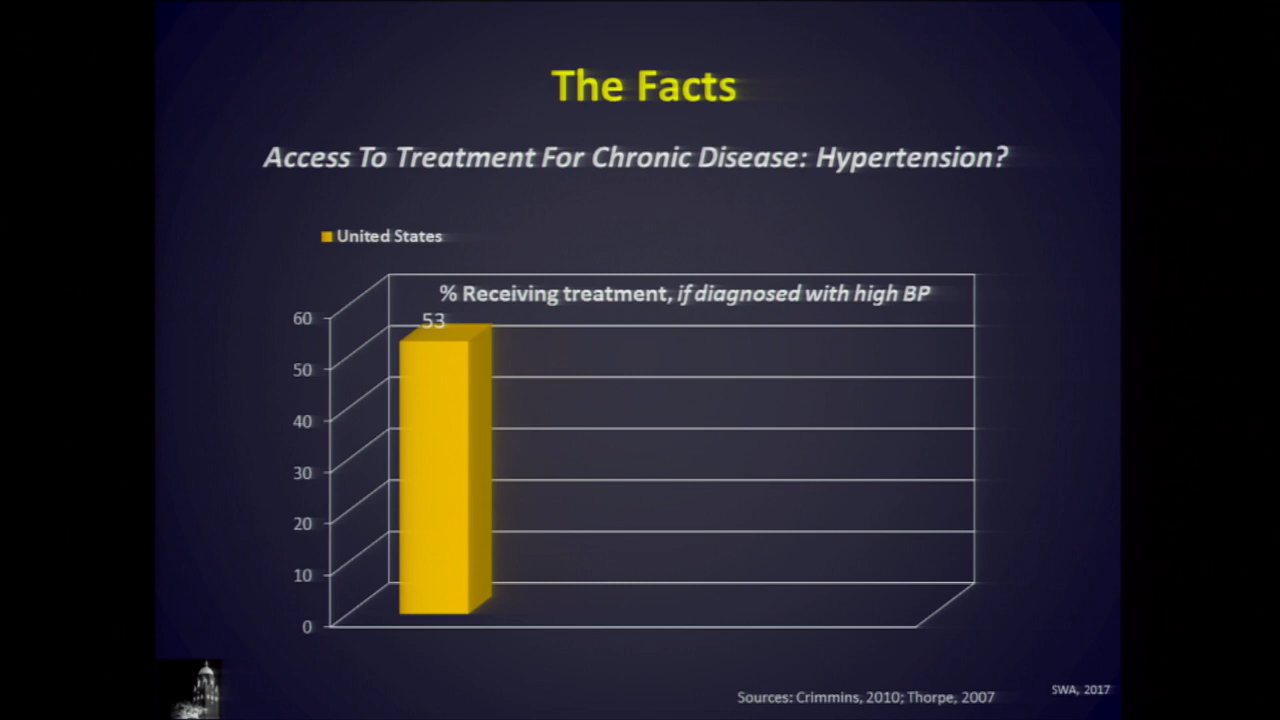 The Facts
Access To Treatment For Chronic Disease: Hypertension?
United States
% Receiving treatment, if diagnosed with high BP
53
60
50
40
30
20
10
0
Sources: Crimmins, 2010; Thorpe, 2007
SWA, 2017